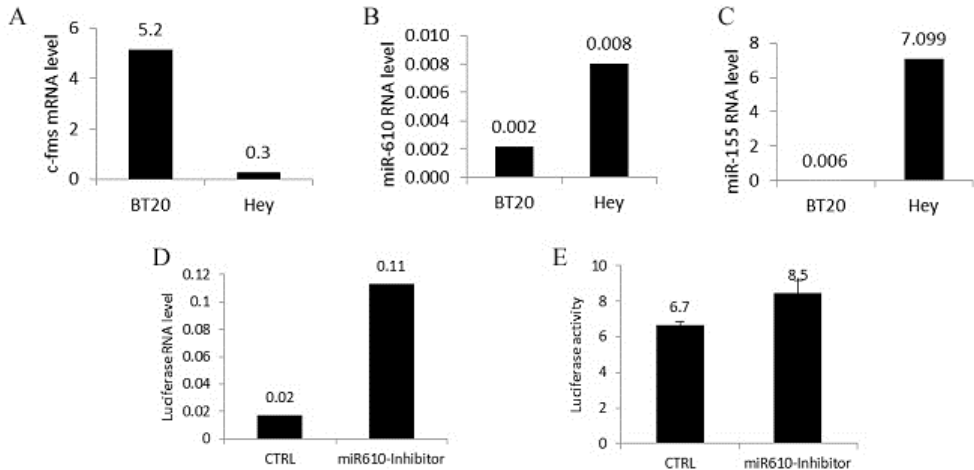 A
c-fms mRNA level
6
4
2
0
5.2
0.3
BT20
Hey
B
miR-610 RNA level
0.010
0.008
0.006
0.004
0.002
0.000
0.002
0.008
BT20
Hey
C
miR-155 RNA level
8
6
4
2
0
0.006
7.099
BT20
Hey
D
Luciferase RNA level
0.12
0.1
0.08
0.06
0.04
0.02
0
0.02
0.11
CTRL
miR610-Inhibitor
E
Luciferase activity
10
8
6
4
2
0
6.7
8.5
CTRL
miR610-Inhibitor